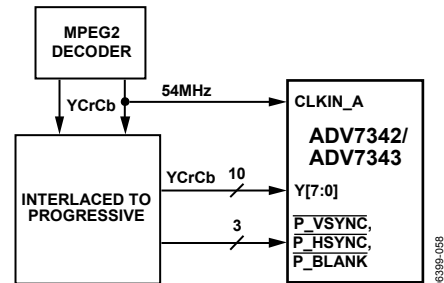 MPEG2
DECODER
YCrCb
54MHz
CLKIN_A
ADV7342/
ADV7343
INTERLACED TO
PROGRESSIVE
YCrCb
10
Y[7:0]
3
P_VSYNC,
P_HSYNC,
P_BLANK
6399-058